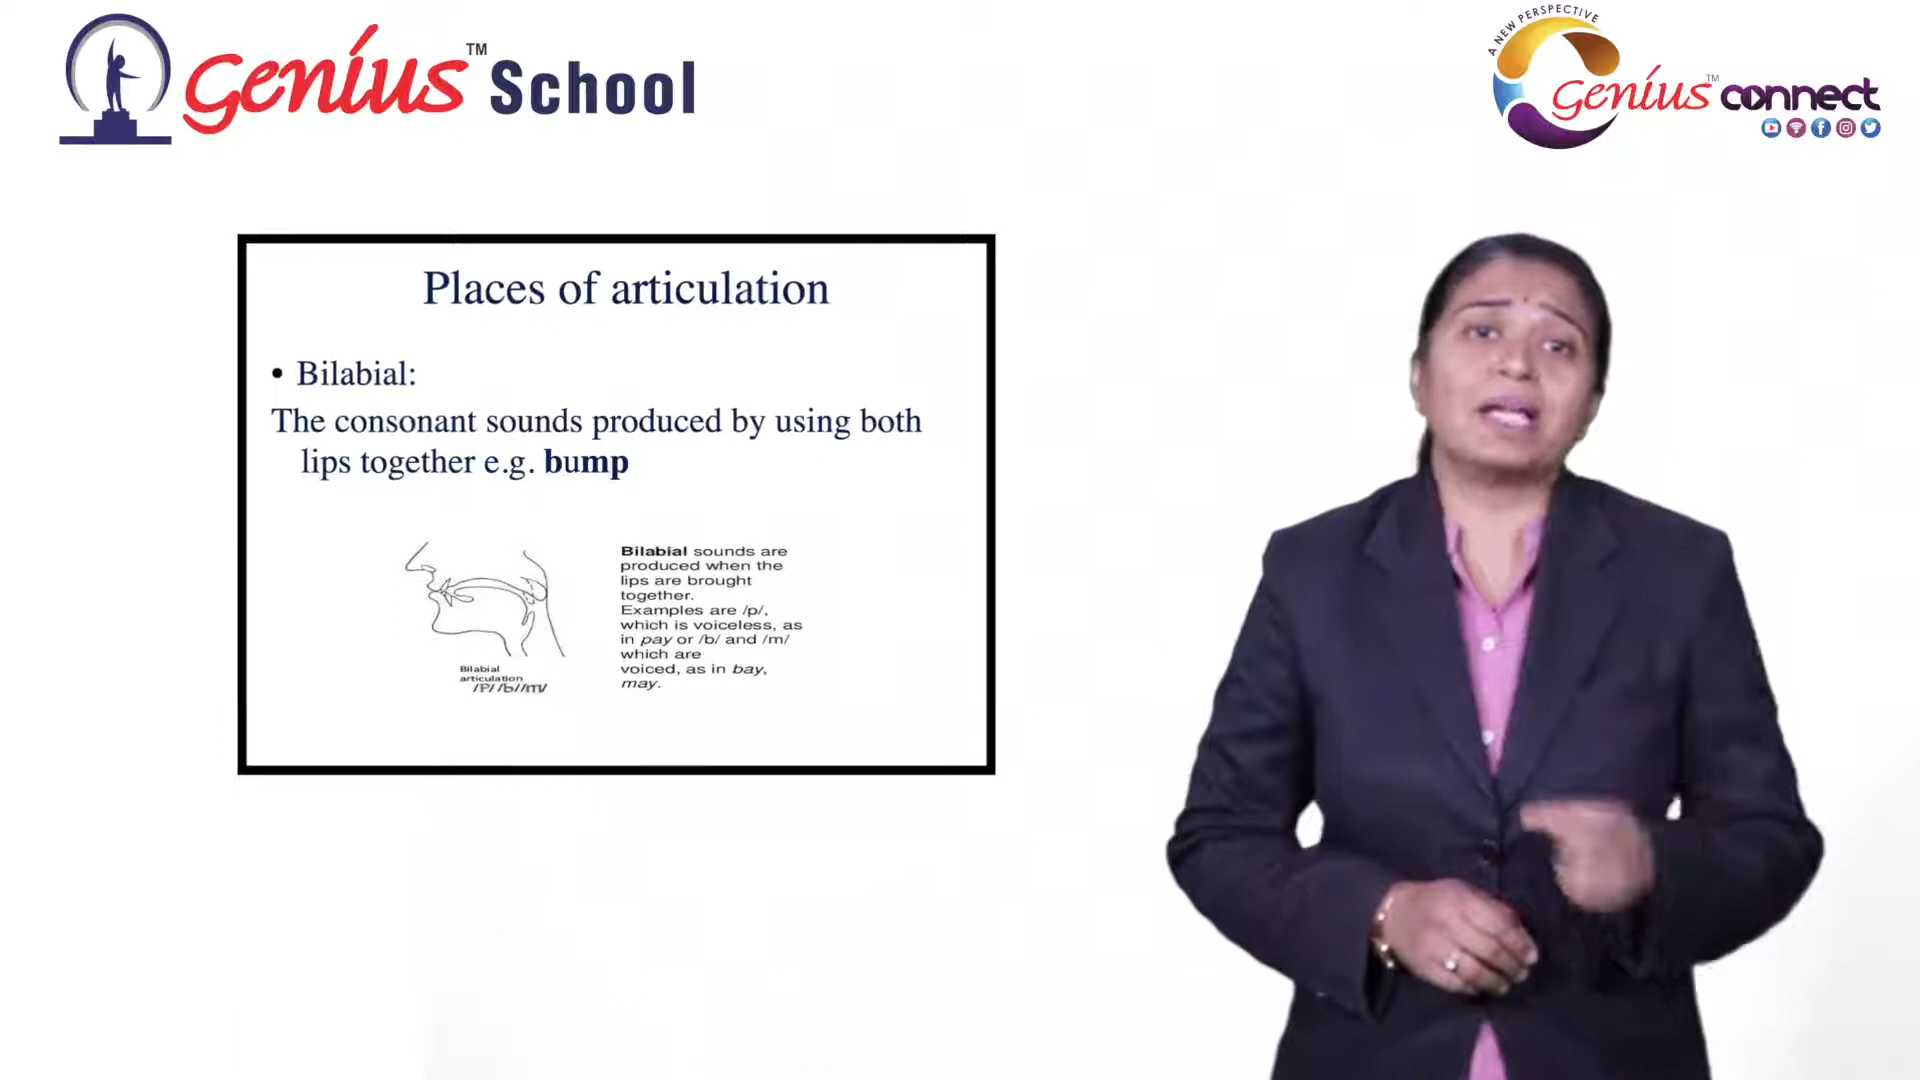 Genius™ School
A NEW PERSPECTIVE
Genius™ connect
Places of articulation
• Bilabial:
The consonant sounds produced by using both
lips together e.g. bump
Bilabial sounds are
produced when the
lips are brought
together.
Examples are /p/,
which is voiceless, as
in pay or /b/ and /m/
which are
voiced, as in bay,
may.
Bilabial
articulation
/P/ /b/ /m/